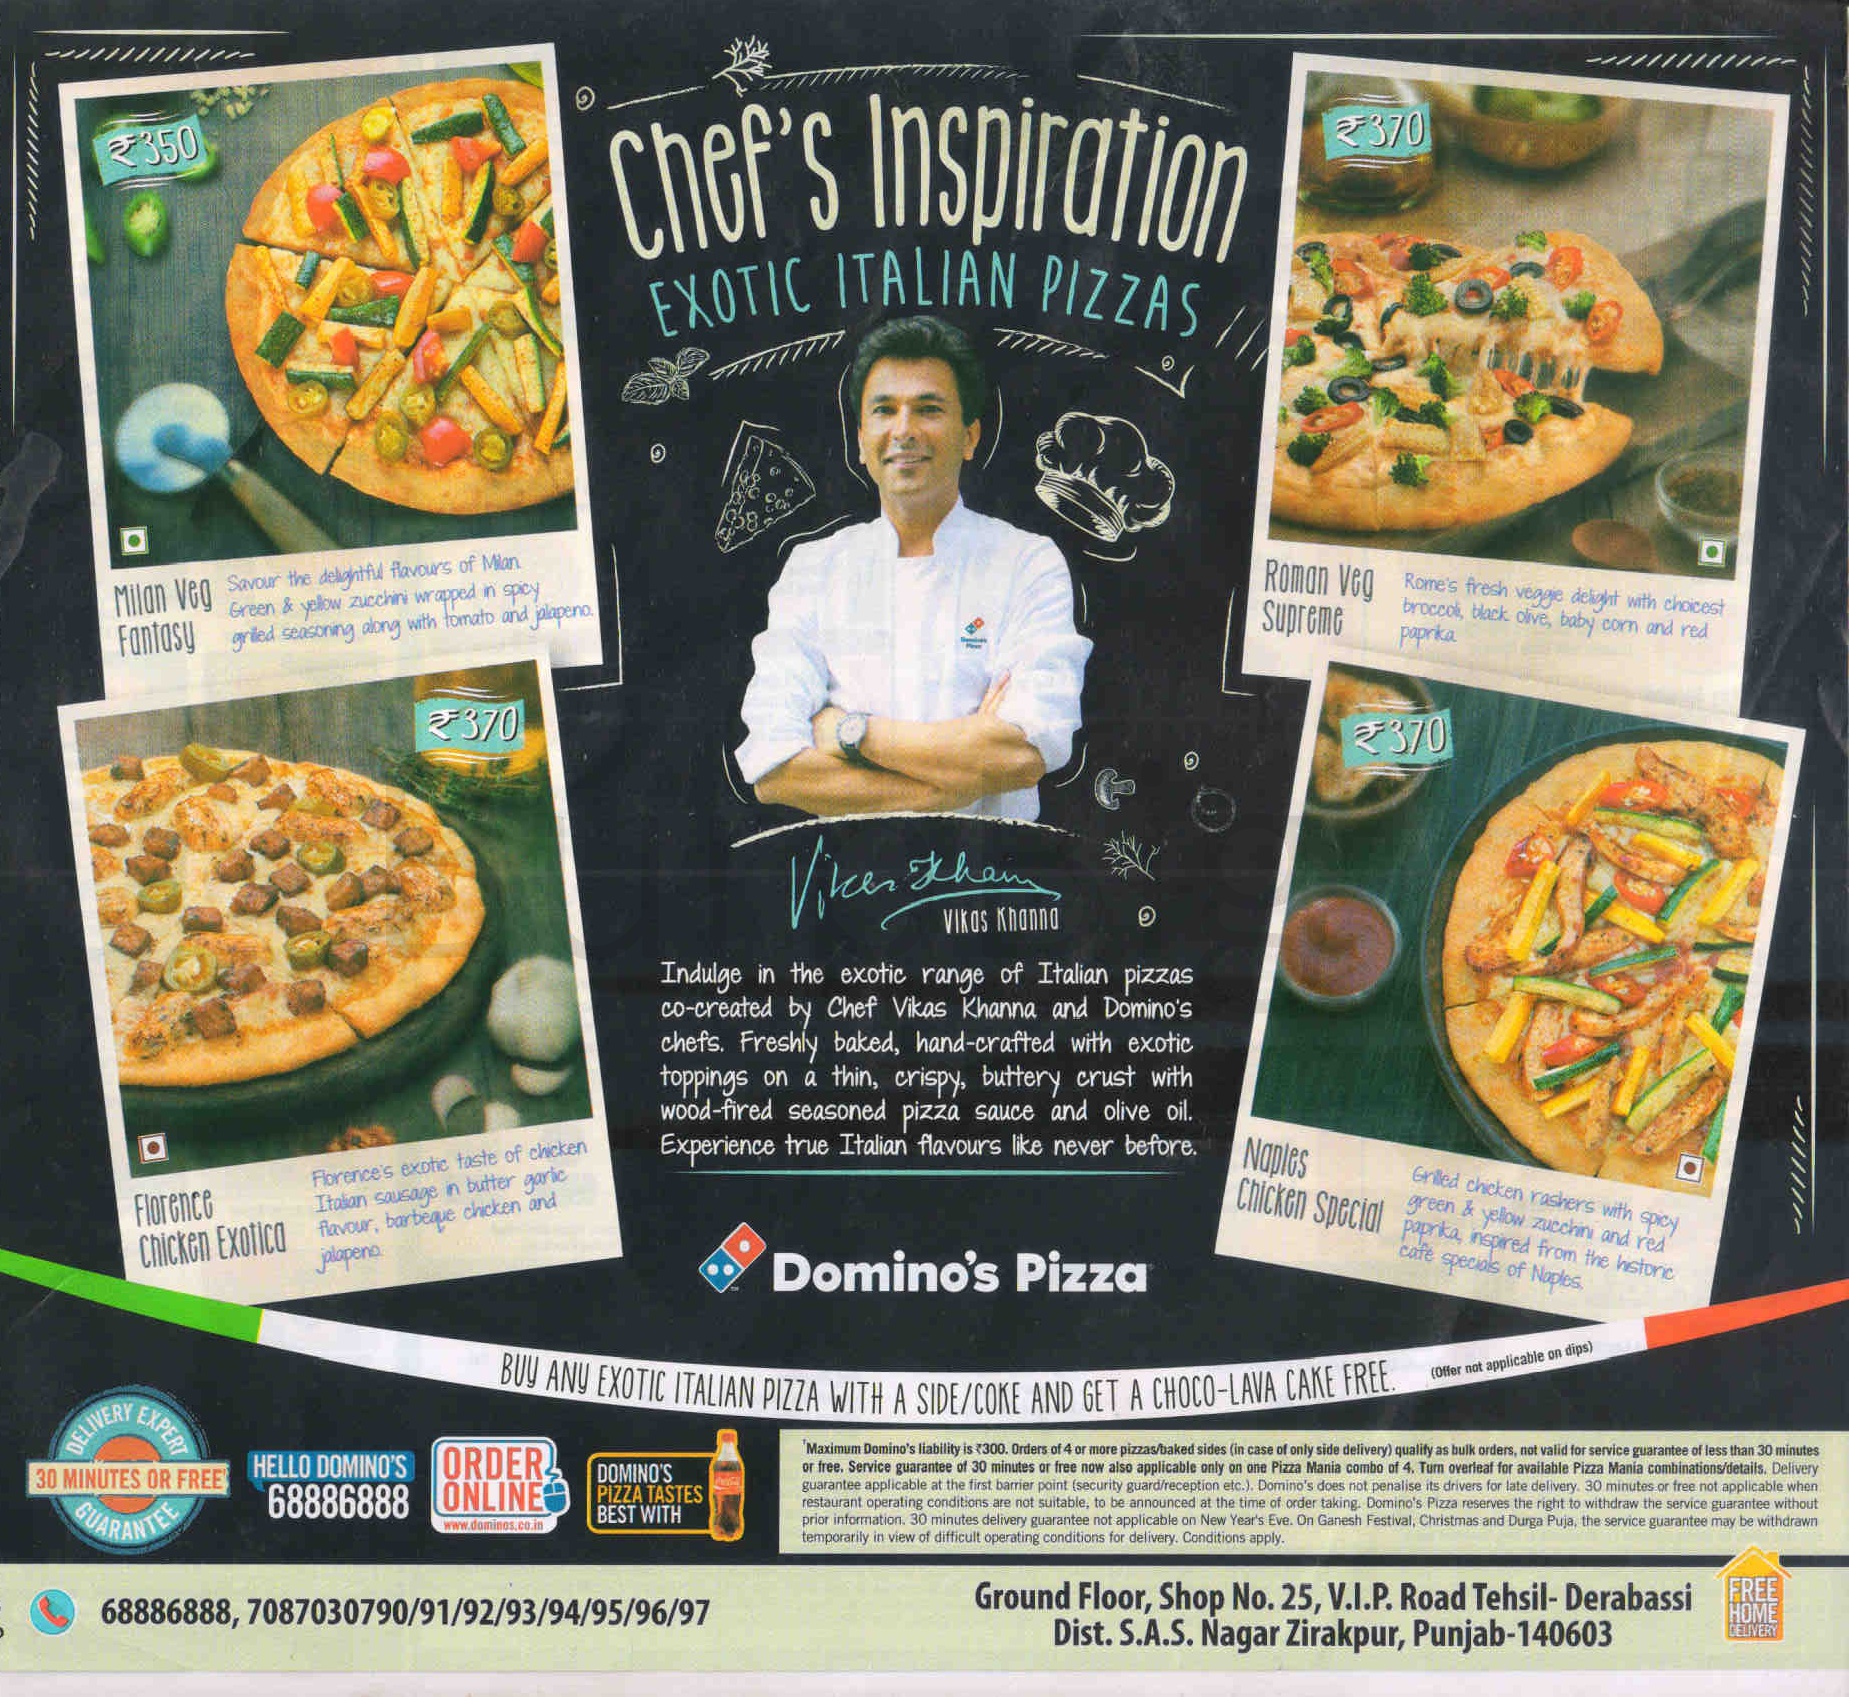 Chef's Inspiration
EXOTIC ITALIAN PIZZAS
₹350
Milan Veg
Fantasy
Savour the delightful flavours of Milan.
Green & yellow zucchini wrapped in spicy
grilled seasoning along with tomato and jalapeno.
₹370
Roman Veg
Supreme
Rome's fresh veggie delight with choicest
broccoli, black olive, baby corn and red
paprika.
₹370
Florence
Chicken Exotica
Florence's exotic taste of chicken
Italian sausage in butter garlic
flavour, barbeque chicken and
jalapeno.
₹370
Naples
Chicken Special
Grilled chicken rashers with spicy
green & yellow zucchini and red
paprika, inspired from the historic
cafe specials of Naples.
Domino's
Pizza
Vikas Khanna
Vikas Khanna
Indulge in the exotic range of Italian pizzas
co-created by Chef Vikas Khanna and Domino's
chefs. Freshly baked, hand-crafted with exotic
toppings on a thin, crispy, buttery crust with
wood-fired seasoned pizza sauce and olive oil.
Experience true Italian flavours like never before.
Domino's Pizza
BUY ANY EXOTIC ITALIAN PIZZA WITH A SIDE/COKE AND GET A CHOCO-LAVA CAKE FREE. (Offer not applicable on dips)
DELIVERY EXPERT
30 MINUTES OR FREE†
GUARANTEE
HELLO DOMINO'S
68886888
ORDER
ONLINE
www.dominos.co.in
DOMINO'S
PIZZA TASTES
BEST WITH
Coca-Cola
†Maximum Domino's liability is ₹300. Orders of 4 or more pizzas/baked sides (in case of only side delivery) qualify as bulk orders, not valid for service guarantee of less than 30 minutes
or free. Service guarantee of 30 minutes or free now also applicable only on one Pizza Mania combo of 4. Turn overleaf for available Pizza Mania combinations/details. Delivery
guarantee applicable at the first barrier point (security guard/reception etc.). Domino's does not penalise its drivers for late delivery. 30 minutes or free not applicable when
restaurant operating conditions are not suitable, to be announced at the time of order taking. Domino's Pizza reserves the right to withdraw the service guarantee without
prior information. 30 minutes delivery guarantee not applicable on New Year's Eve. On Ganesh Festival, Christmas and Durga Puja, the service guarantee may be withdrawn
temporarily in view of difficult operating conditions for delivery. Conditions apply.
68886888, 7087030790/91/92/93/94/95/96/97
Ground Floor, Shop No. 25, V.I.P. Road Tehsil- Derabassi
Dist. S.A.S. Nagar Zirakpur, Punjab-140603
FREE
HOME
DELIVERY